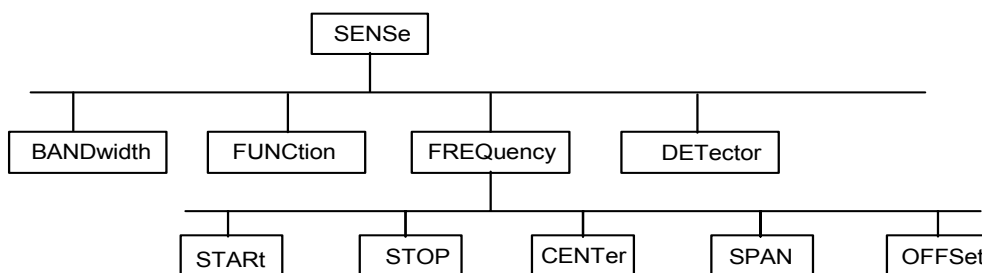 SENSe
BANDwidth FUNCtion FREQuency DETector
STARt STOP CENTer SPAN OFFSet